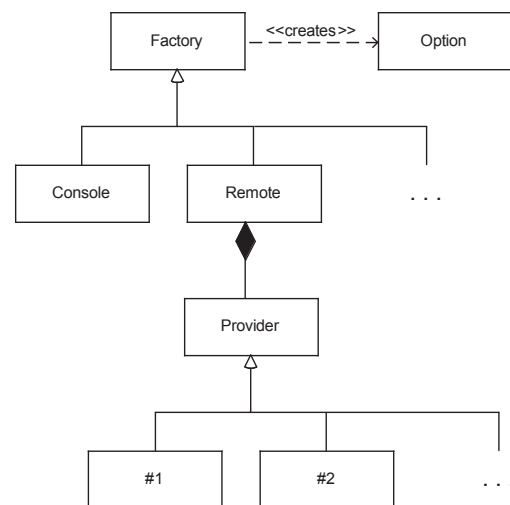 Factory
<<creates>>
Option
Console
Remote
. . .
Provider
#1
#2
. . .